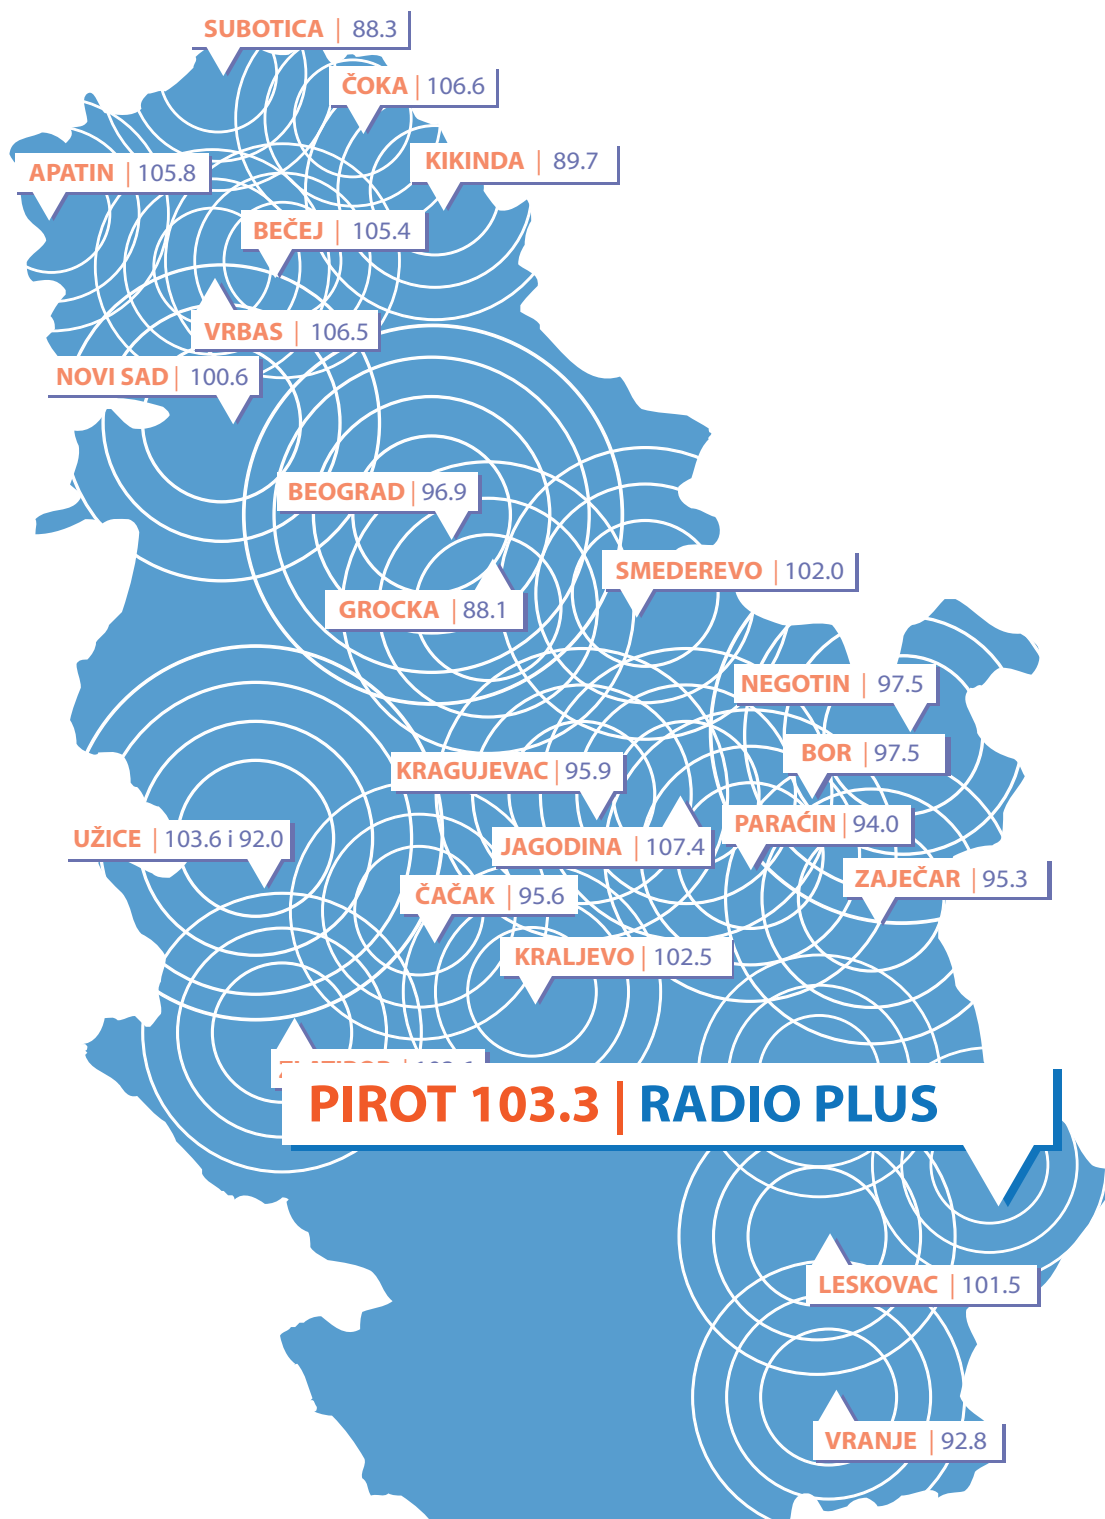 SUBOTICA | 88.3
ČOKA | 106.6
KIKINDA | 89.7
APATIN | 105.8
BEČEJ | 105.4
VRBAS | 106.5
NOVI SAD | 100.6
BEOGRAD | 96.9
SMEDEREVO | 102.0
GROCKA | 88.1
NEGOTIN | 97.5
BOR | 97.5
KRAGUJEVAC | 95.9
PARAĆIN | 94.0
UŽICE | 103.6 i 92.0
JAGODINA | 107.4
ZAJEČAR | 95.3
ČAČAK | 95.6
KRALJEVO | 102.5
PIROT 103.3 | RADIO PLUS
LESKOVAC | 101.5
VRANJE | 92.8